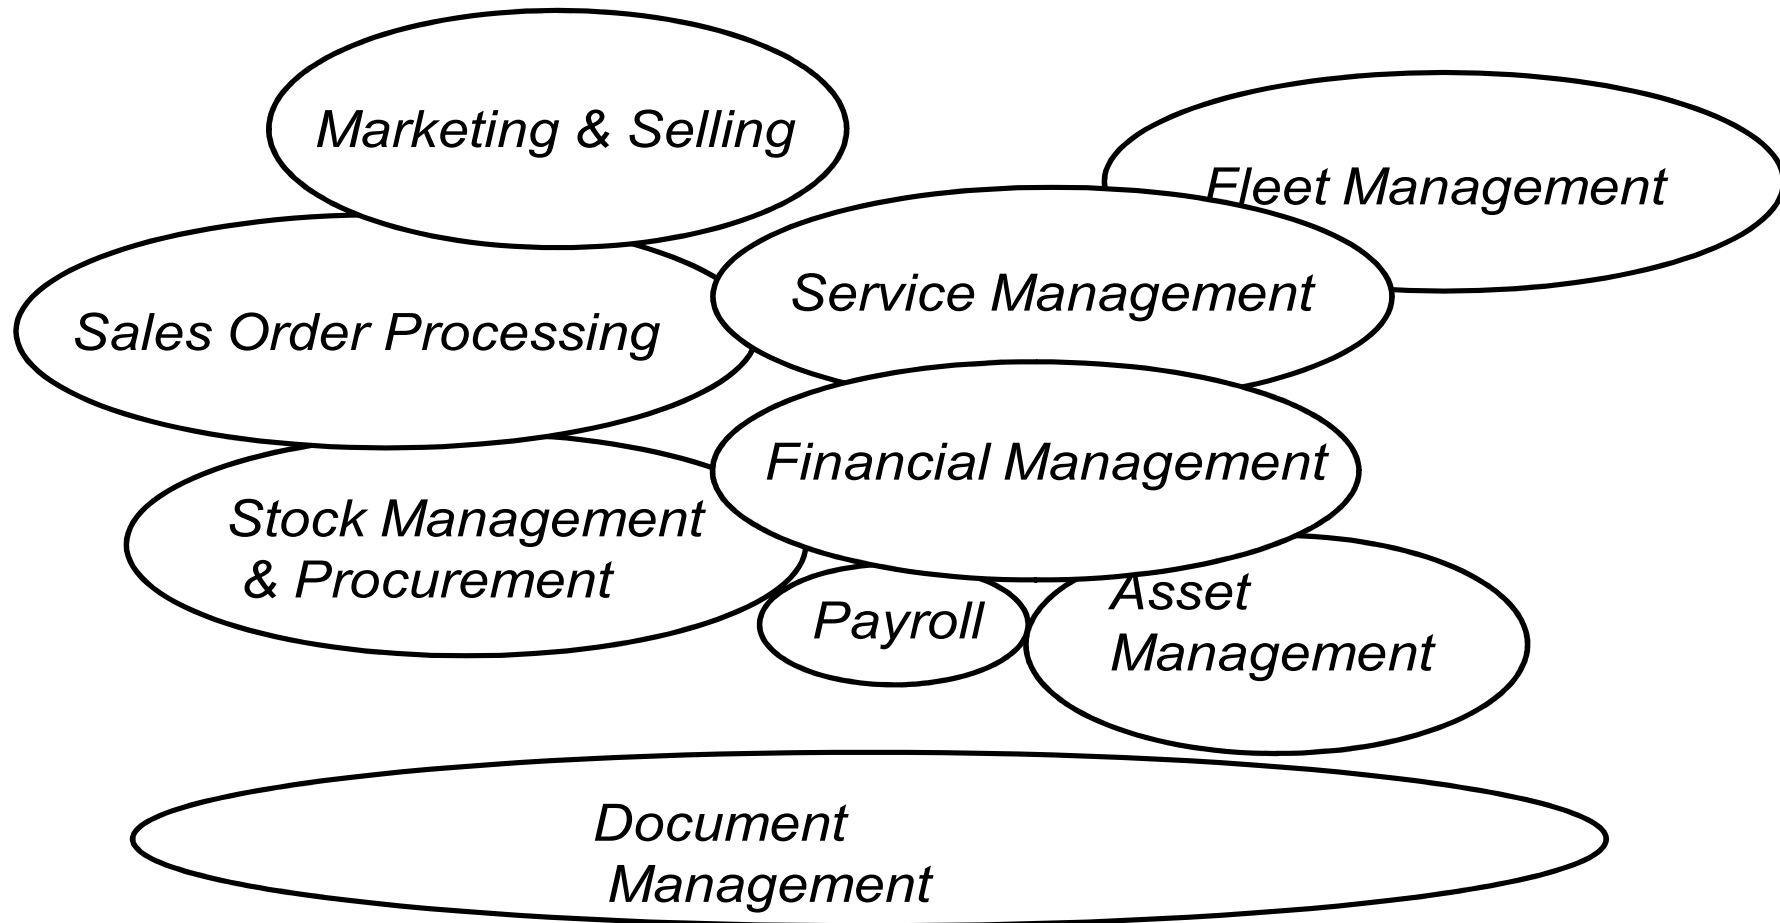 Marketing & Selling
Fleet Management
Service Management
Sales Order Processing
Financial Management
Stock Management
& Procurement
Asset
Payroll
Management
Document
Management